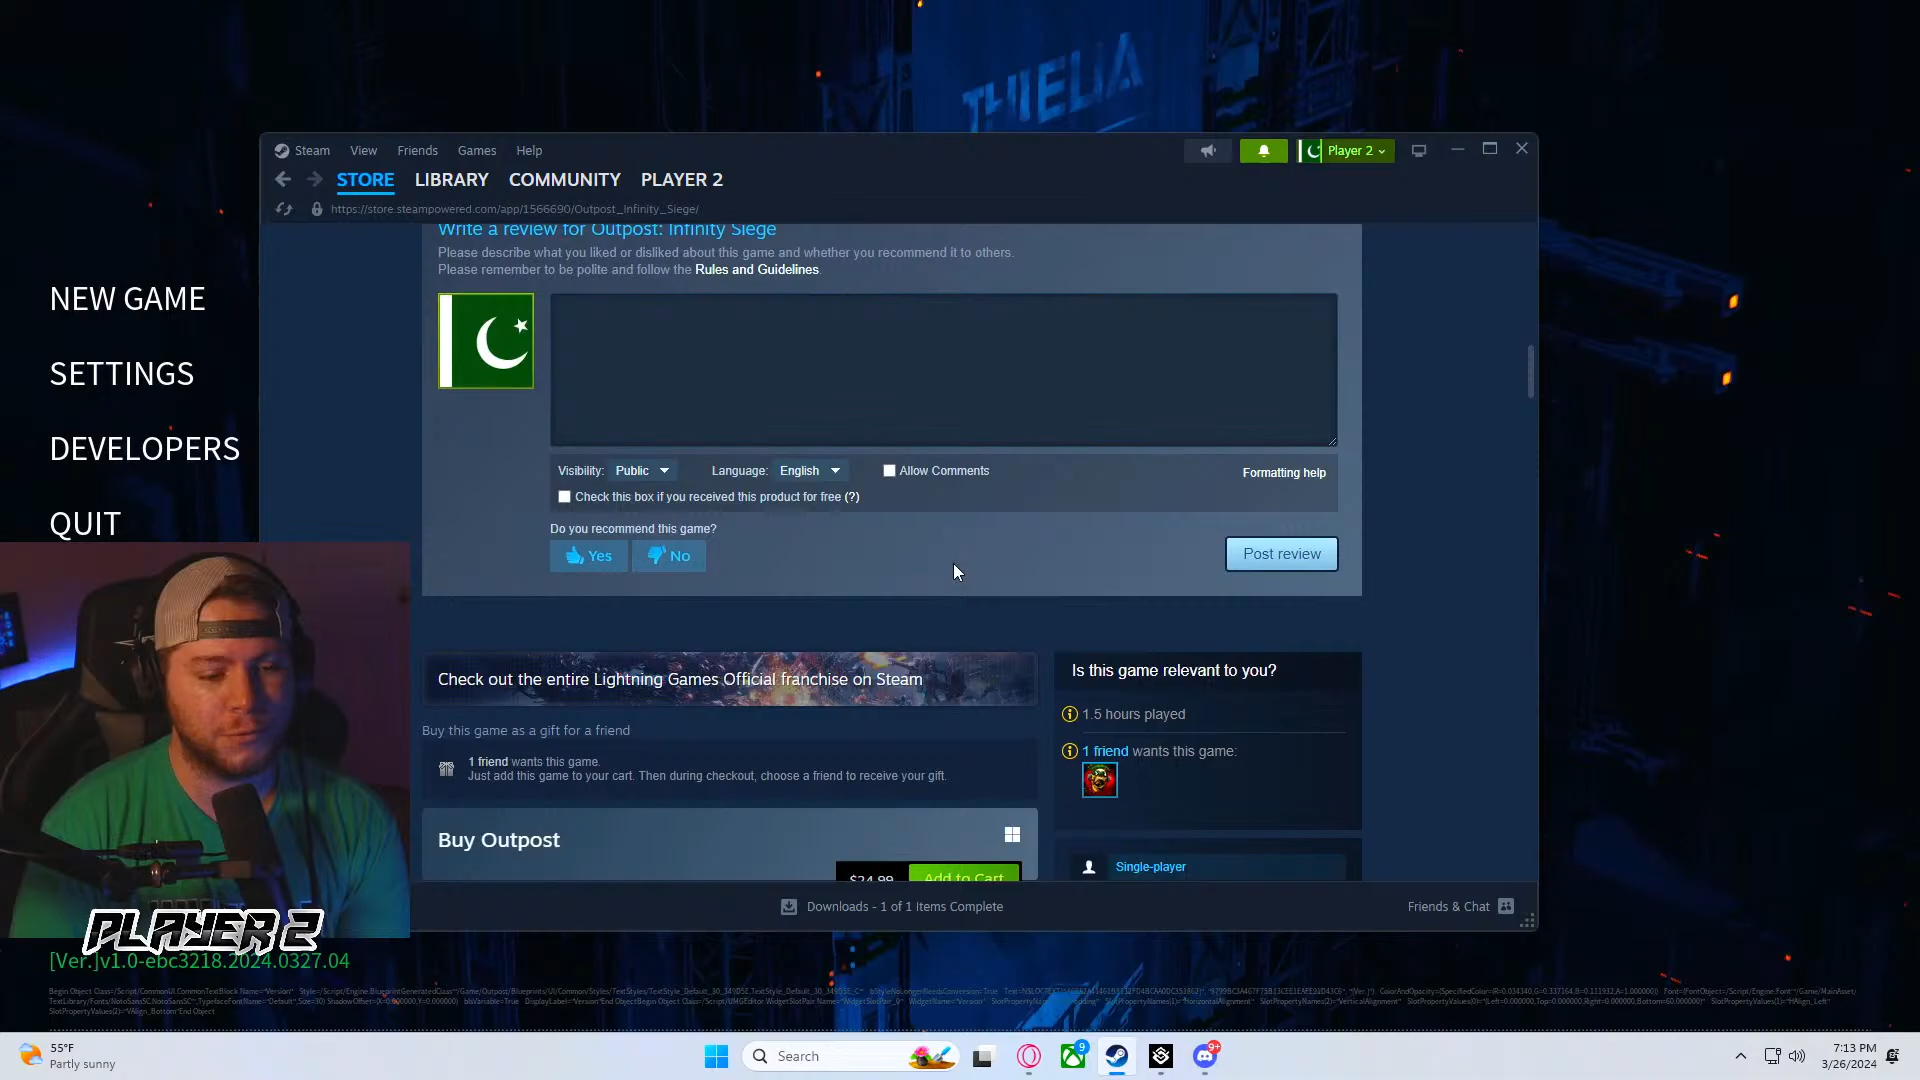 THIELIA
Steam View Friends Games Help
Player 2
STORE LIBRARY COMMUNITY PLAYER 2
https://store.steampowered.com/app/1566690/Outpost_Infinity_Siege/
Write a review for Outpost: Infinity Siege
Please describe what you liked or disliked about this game and whether you recommend it to others.
Please remember to be polite and follow the Rules and Guidelines.
NEW GAME
SETTINGS
DEVELOPERS
QUIT
Visibility: Public Language: English Allow Comments Formatting help
Check this box if you received this product for free (?)
Do you recommend this game?
Yes No Post review
Check out the entire Lightning Games Official franchise on Steam
Is this game relevant to you?
1.5 hours played
1 friend wants this game:
Buy this game as a gift for a friend
1 friend wants this game.
Just add this game to your cart. Then during checkout, choose a friend to receive your gift.
Buy Outpost
$24.99 Add to Cart
Single-player
Downloads - 1 of 1 Items Complete
Friends & Chat
PLAYER 2
[Ver.]v1.0-ebc3218.2024.0327.04
55°F
Partly sunny
Search
9
9+
7:13 PM
3/26/2024